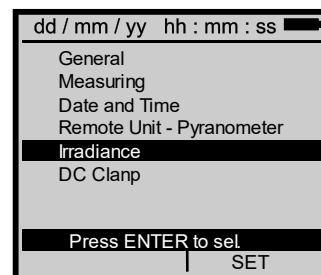 dd / mm / yy hh : mm : ss
General
Measuring
Date and Time
Remote Unit - Pyranometer
Irradiance
DC Clanp
Press ENTER to sel.
SET